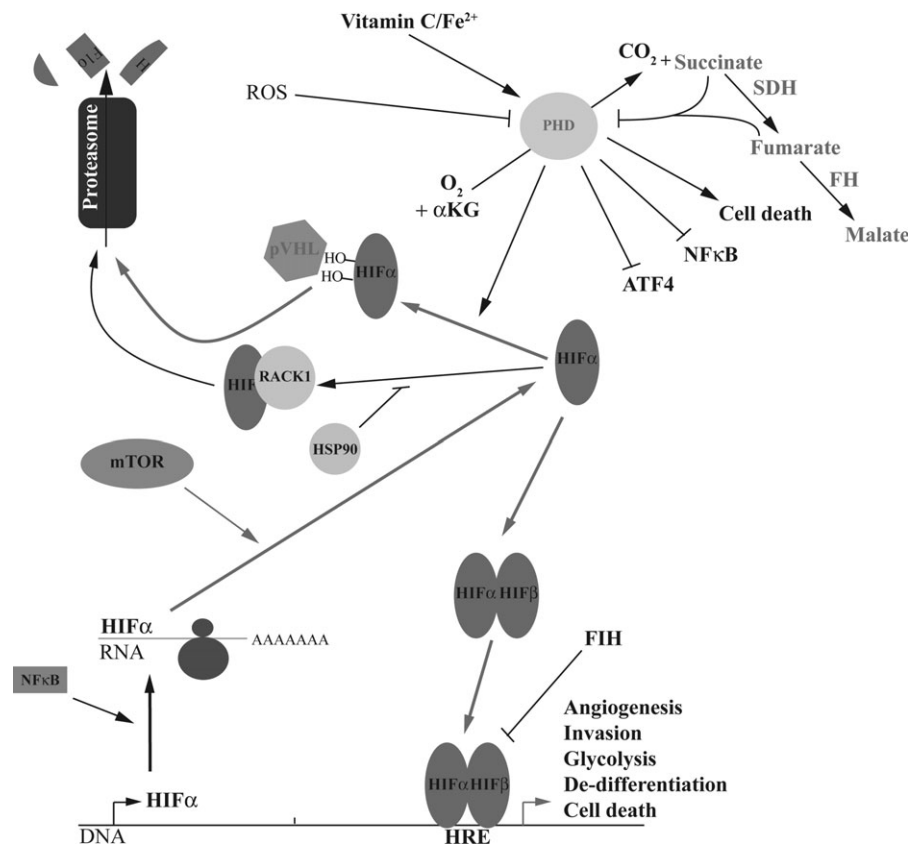 Vitamin C/Fe²⁺
CO₂ + Succinate
SDH
ROS
PHD
Fumarate
FH
Malate
O₂
+ αKG
Cell death
NFκB
ATF4
Proteasome
pVHL
HO
HO
HIFα
HIFα
HIF
RACK1
HSP90
mTOR
HIFα
HIFβ
HIFα
RNA
AAAAAAA
NFκB
FIH
Angiogenesis
Invasion
Glycolysis
De-differentiation
Cell death
HIFα
HIFβ
HIFα
DNA
HRE